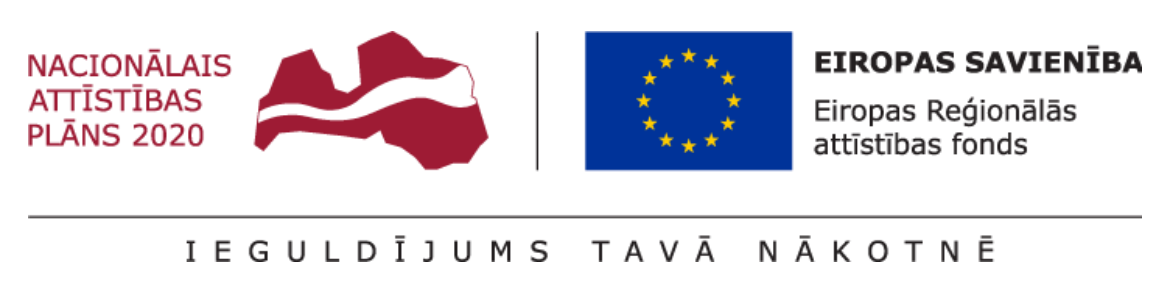 NACIONĀLAIS
ATTĪSTĪBAS
PLĀNS 2020
EIROPAS SAVIENĪBA
Eiropas Reģionālās
attīstības fonds
IEGULDĪJUMS TAVĀ NĀKOTNĒ